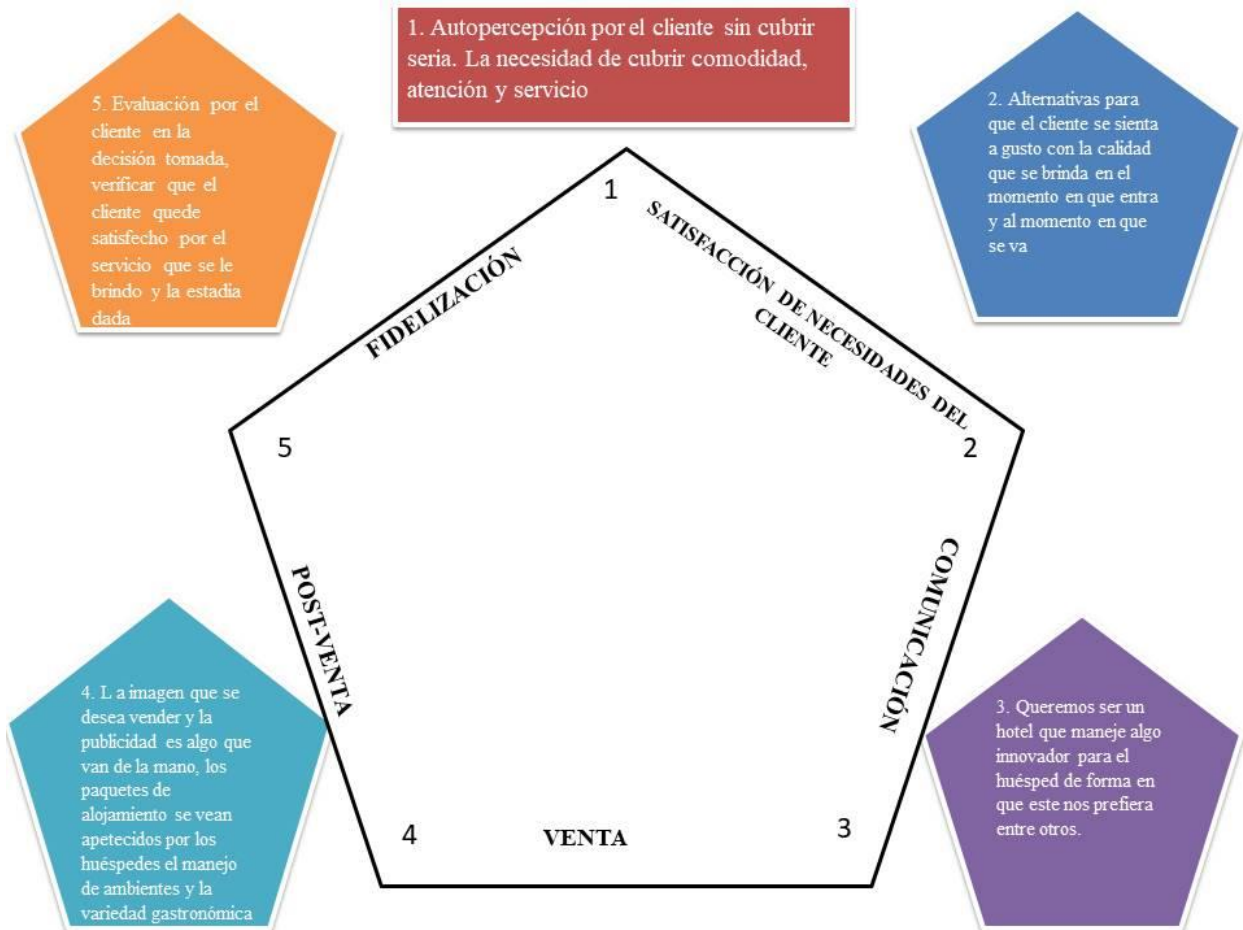 1. Autopercepción por el cliente sin cubrir
seria. La necesidad de cubrir comodidad,
atención y servicio
5. Evaluación por el
cliente en la
decisión tomada,
verificar que el
cliente quede
satisfecho por el
servicio que se le
brindo y la estadía
dada
2. Alternativas para
que el cliente se sienta
a gusto con la calidad
que se brinda en el
momento en que entra
y al momento en que
se va
1
SATISFACCIÓN DE NECESIDADES DEL
CLIENTE
FIDELIZACIÓN
5
2
POST-VENTA
COMUNICACIÓN
4. L a imagen que se
desea vender y la
publicidad es algo que
van de la mano, los
paquetes de
alojamiento se vean
apetecidos por los
huéspedes el manejo
de ambientes y la
variedad gastronómica
3. Queremos ser un
hotel que maneje algo
innovador para el
huésped de forma en
que este nos prefiera
entre otros.
4
VENTA
3